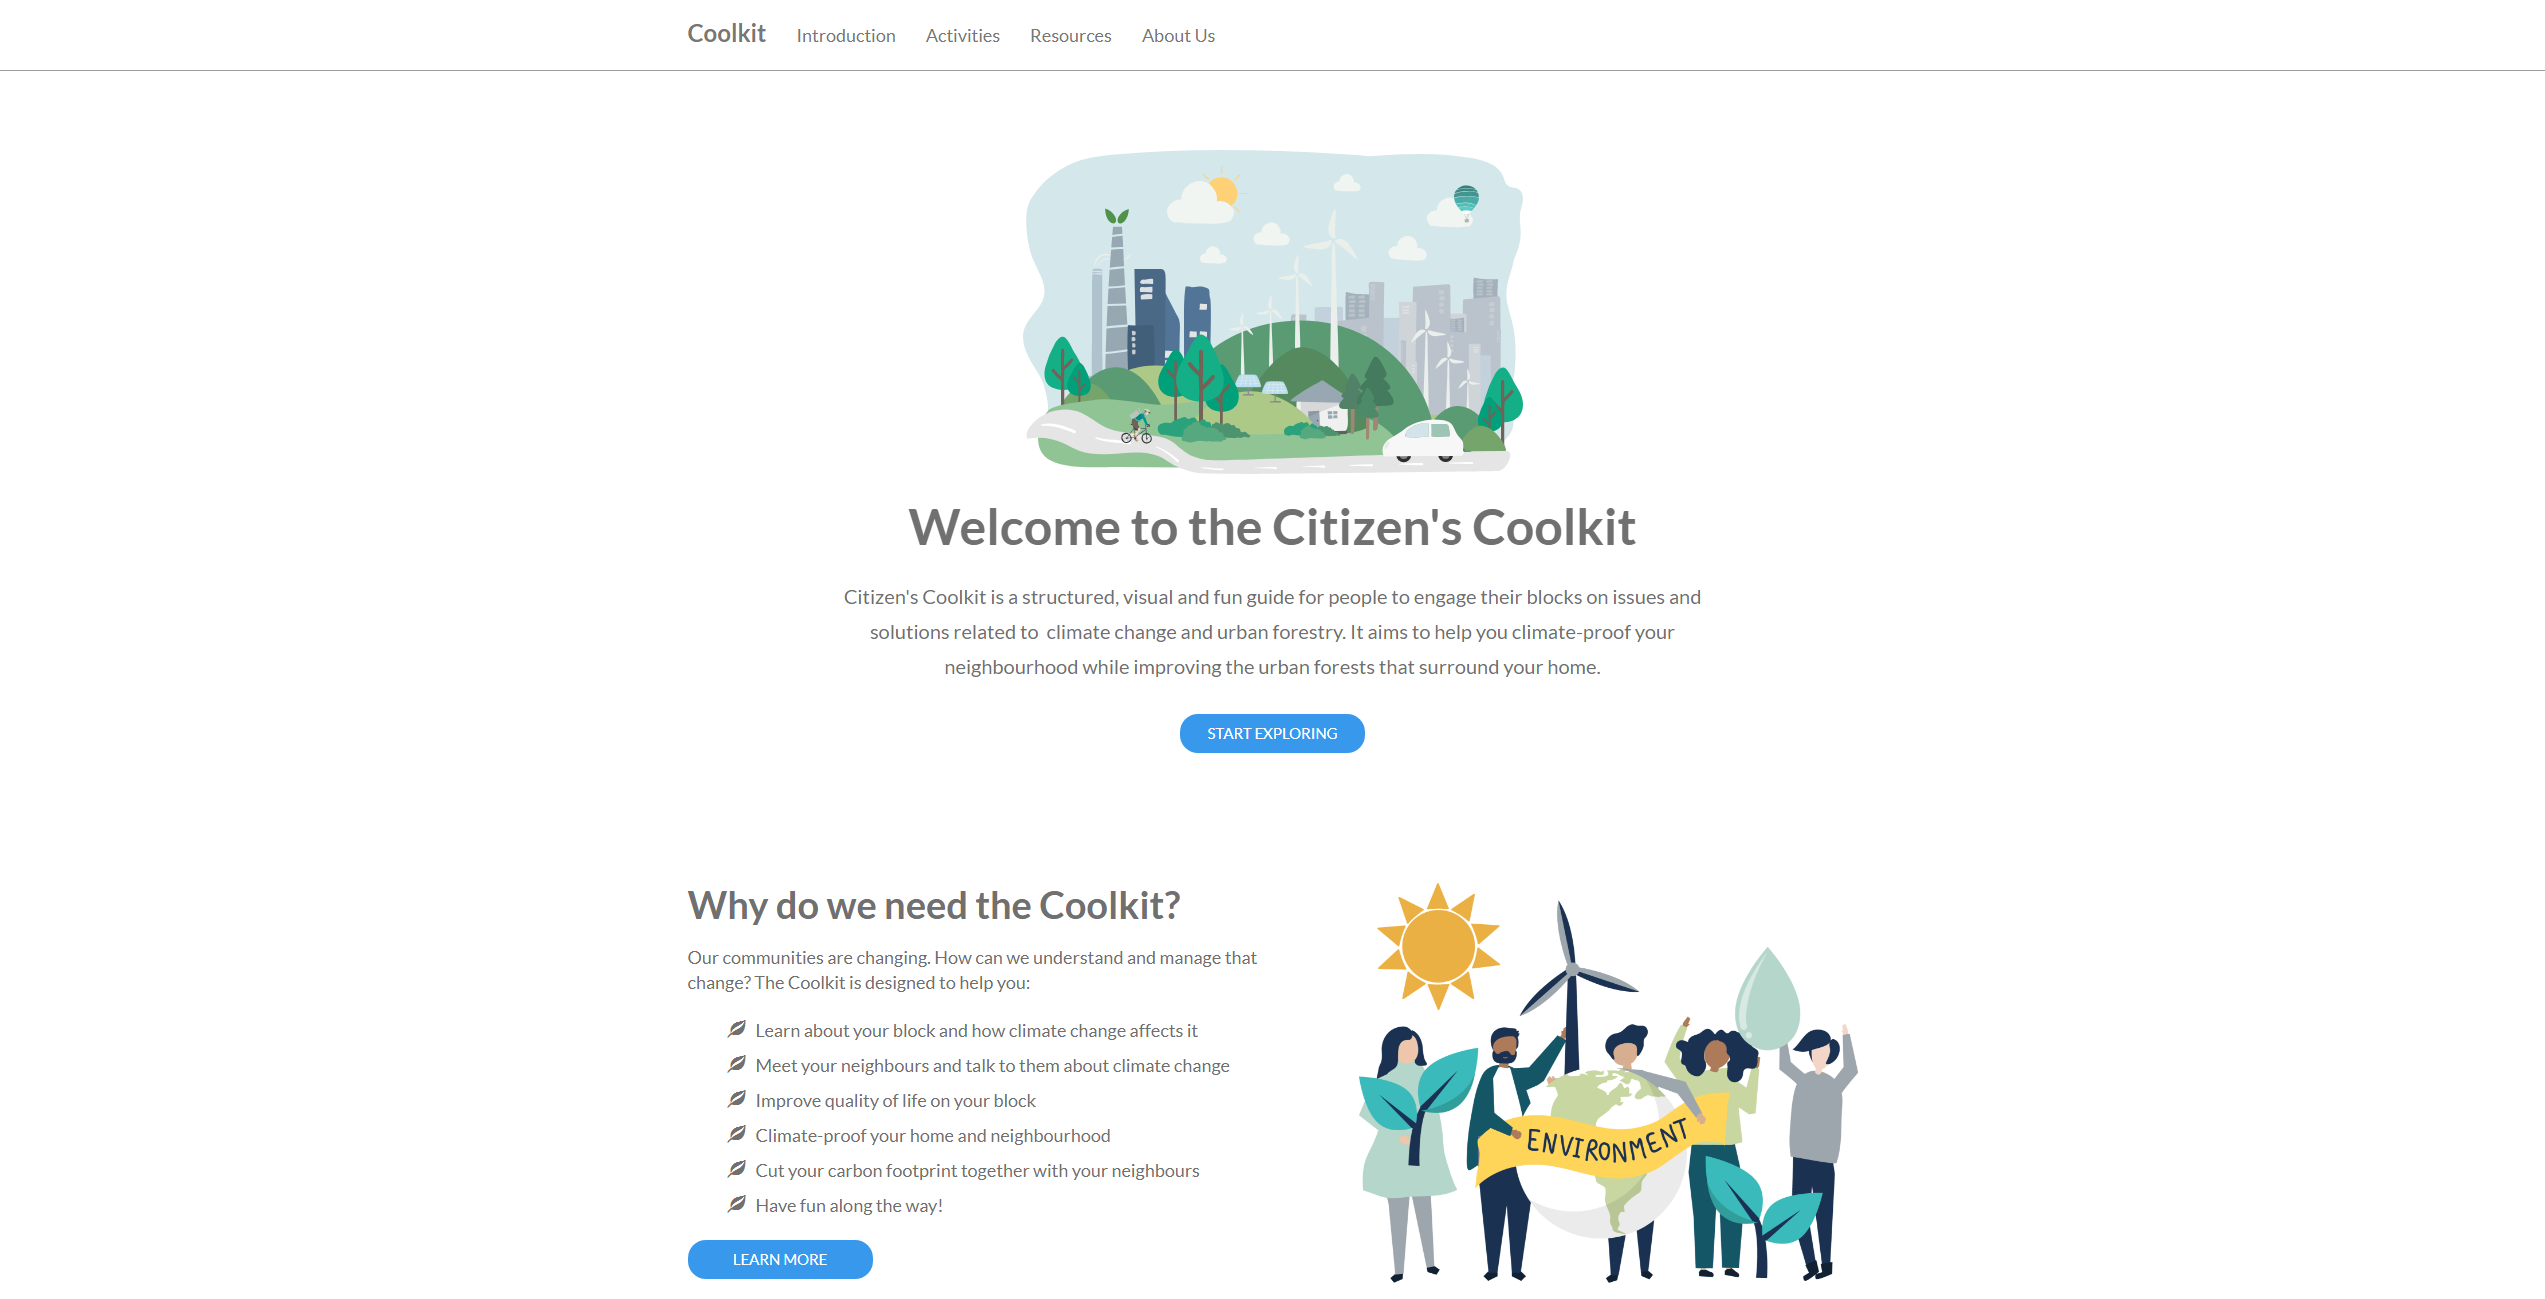 Coolkit Introduction Activities Resources About Us
Welcome to the Citizen's Coolkit
Citizen's Coolkit is a structured, visual and fun guide for people to engage their blocks on issues and
solutions related to  climate change and urban forestry. It aims to help you climate-proof your
neighbourhood while improving the urban forests that surround your home.
START EXPLORING
Why do we need the Coolkit?
Our communities are changing. How can we understand and manage that
change? The Coolkit is designed to help you:
Learn about your block and how climate change affects it
Meet your neighbours and talk to them about climate change
Improve quality of life on your block
Climate-proof your home and neighbourhood
Cut your carbon footprint together with your neighbours
Have fun along the way!
LEARN MORE
ENVIRONMENT